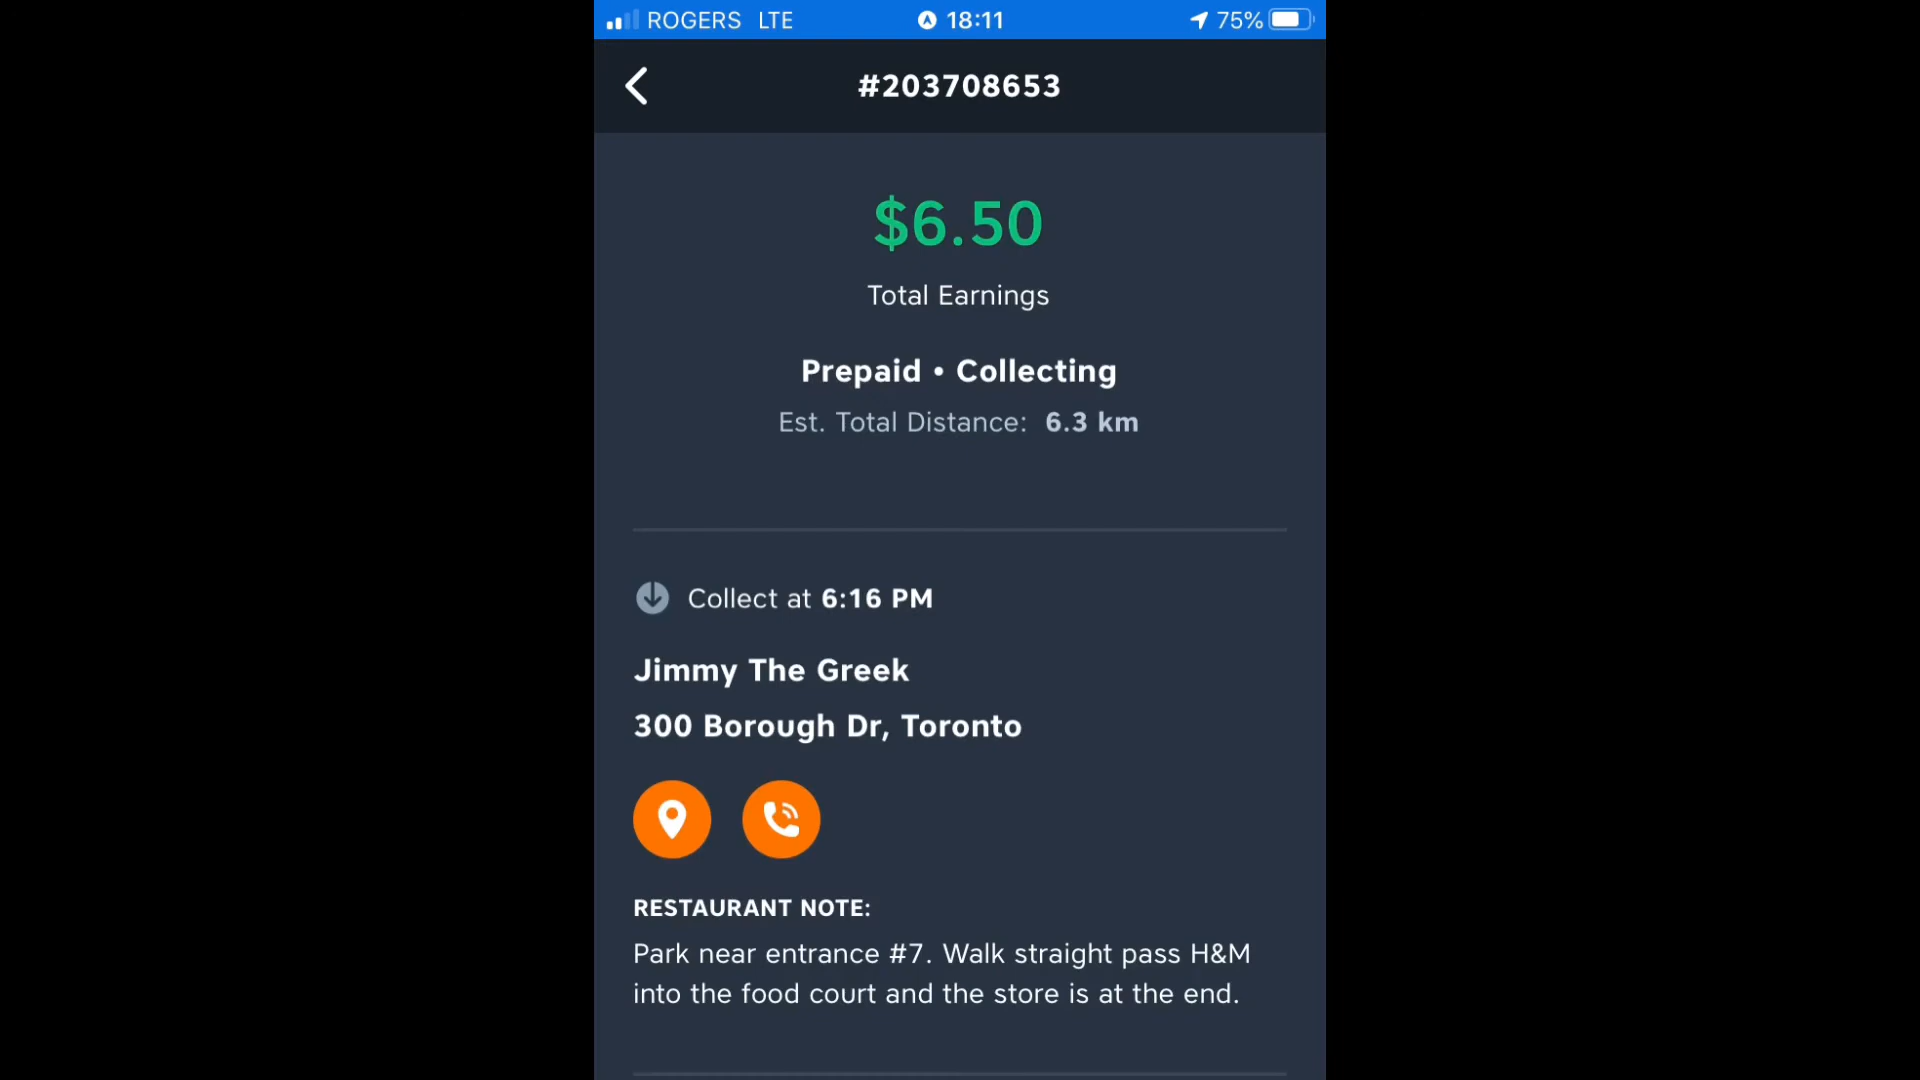 ROGERS LTE 18:11 75%
#203708653
$6.50
Total Earnings
Prepaid • Collecting
Est. Total Distance: 6.3 km
Collect at 6:16 PM
Jimmy The Greek
300 Borough Dr, Toronto
RESTAURANT NOTE:
Park near entrance #7. Walk straight pass H&M
into the food court and the store is at the end.